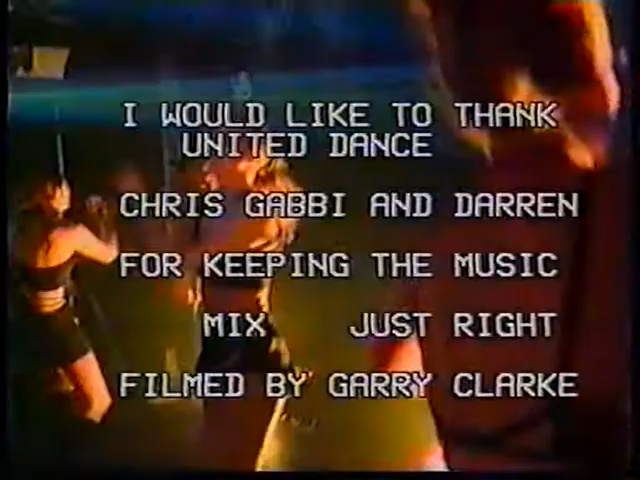 I WOULD LIKE TO THANK
UNITED DANCE
CHRIS GABBI AND DARREN
FOR KEEPING THE MUSIC
MIX JUST RIGHT
FILMED BY GARRY CLARKE